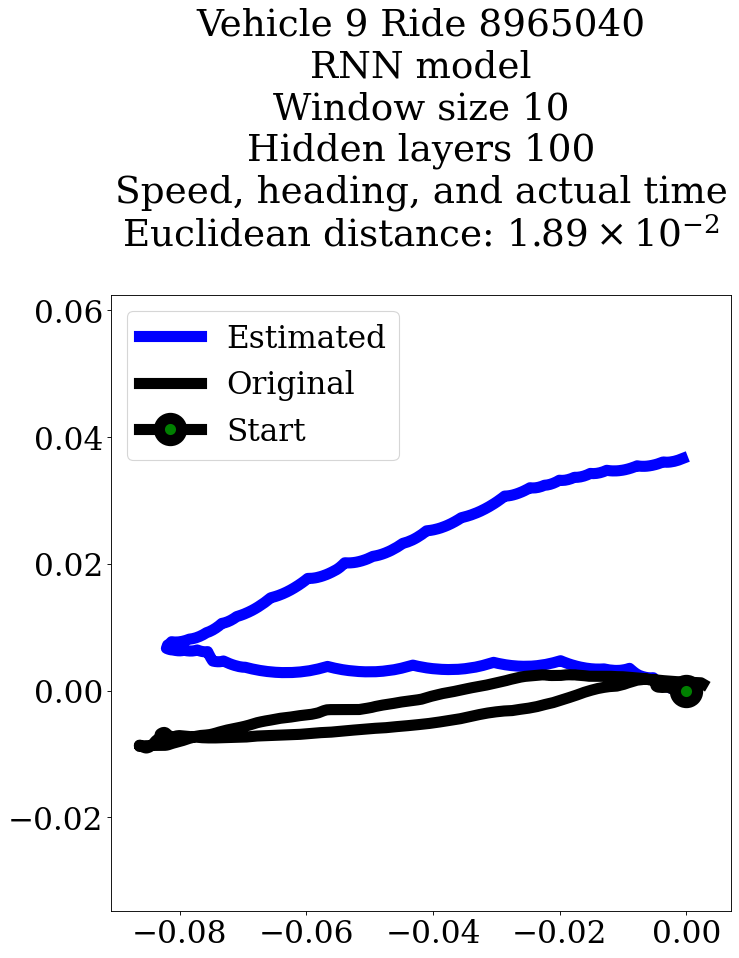 Vehicle 9 Ride 8965040
RNN model
Window size 10
Hidden layers 100
Speed, heading, and actual time
Euclidean distance: 1.89 × 10⁻²
0.06
Estimated
Original
Start
0.04
0.02
0.00
−0.02
−0.08 −0.06 −0.04 −0.02 0.00